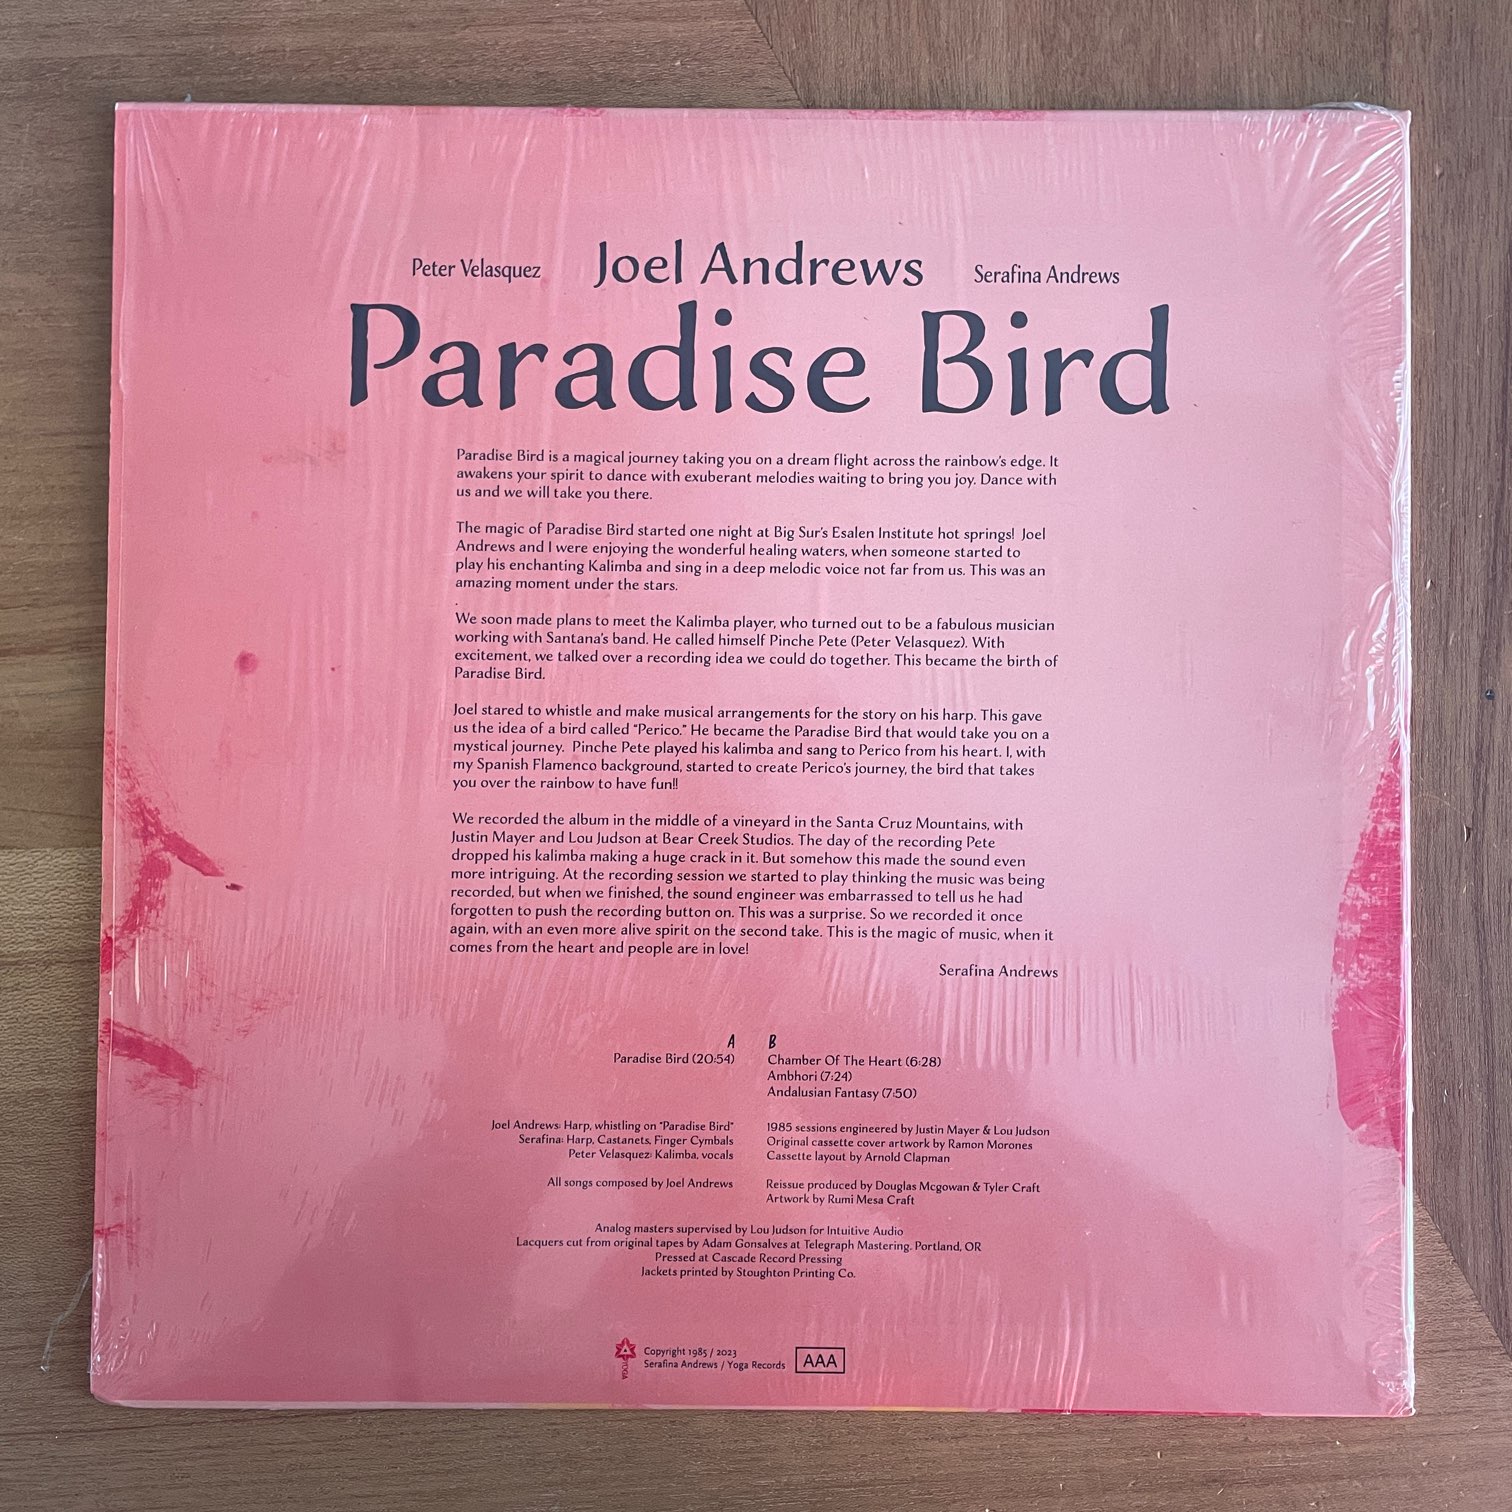 Peter Velasquez Joel Andrews Serafina Andrews
Paradise Bird
Paradise Bird is a magical journey taking you on a dream flight across the rainbow's edge. It
awakens your spirit to dance with exuberant melodies waiting to bring you joy. Dance with
us and we will take you there.
The magic of Paradise Bird started one night at Big Sur's Esalen Institute hot springs! Joel
Andrews and I were enjoying the wonderful healing waters, when someone started to
play his enchanting Kalimba and sing in a deep melodic voice not far from us. This was an
amazing moment under the stars.
.
We soon made plans to meet the Kalimba player, who turned out to be a fabulous musician
working with Santana's band. He called himself Pinche Pete (Peter Velasquez). With
excitement, we talked over a recording idea we could do together. This became the birth of
Paradise Bird.
Joel stared to whistle and make musical arrangements for the story on his harp. This gave
us the idea of a bird called "Perico." He became the Paradise Bird that would take you on a
mystical journey. Pinche Pete played his kalimba and sang to Perico from his heart. I, with
my Spanish Flamenco background, started to create Perico's journey, the bird that takes
you over the rainbow to have fun!!
We recorded the album in the middle of a vineyard in the Santa Cruz Mountains, with
Justin Mayer and Lou Judson at Bear Creek Studios. The day of the recording Pete
dropped his kalimba making a huge crack in it. But somehow this made the sound even
more intriguing. At the recording session we started to play thinking the music was being
recorded, but when we finished, the sound engineer was embarrassed to tell us he had
forgotten to push the recording button on. This was a surprise. So we recorded it once
again, with an even more alive spirit on the second take. This is the magic of music, when it
comes from the heart and people are in love!
Serafina Andrews
A
Paradise Bird (20:54)
B
Chamber Of The Heart (6:28)
Ambhori (7:24)
Andalusian Fantasy (7:50)
Joel Andrews: Harp, whistling on "Paradise Bird"
Serafina: Harp, Castanets, Finger Cymbals
Peter Velasquez: Kalimba, vocals
All songs composed by Joel Andrews
1985 sessions engineered by Justin Mayer & Lou Judson
Original cassette cover artwork by Ramon Morones
Cassette layout by Arnold Clapman
Reissue produced by Douglas Mcgowan & Tyler Craft
Artwork by Rumi Mesa Craft
Analog masters supervised by Lou Judson for Intuitive Audio
Lacquers cut from original tapes by Adam Gonsalves at Telegraph Mastering. Portland, OR
Pressed at Cascade Record Pressing
Jackets printed by Stoughton Printing Co.
YOGA
Copyright 1985 / 2023
Serafina Andrews / Yoga Records
AAA